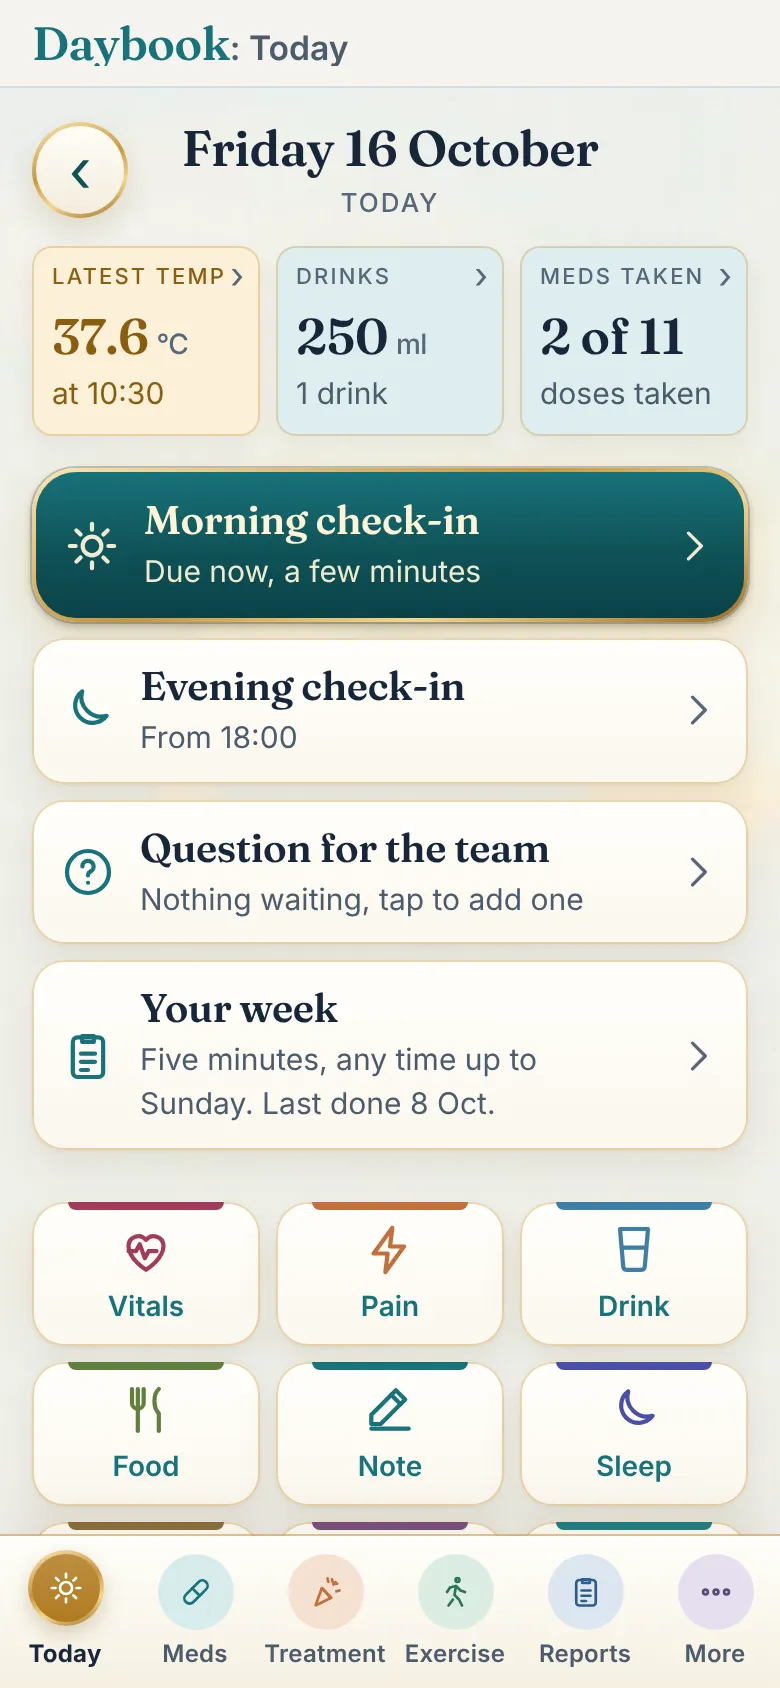 Daybook: Today
Friday 16 October
TODAY
LATEST TEMP
37.6 °C
at 10:30
DRINKS
250 ml
1 drink
MEDS TAKEN
2 of 11
doses taken
Morning check-in
Due now, a few minutes
Evening check-in
From 18:00
Question for the team
Nothing waiting, tap to add one
Your week
Five minutes, any time up to
Sunday. Last done 8 Oct.
Vitals
Pain
Drink
Food
Note
Sleep
Today
Meds
Treatment
Exercise
Reports
More